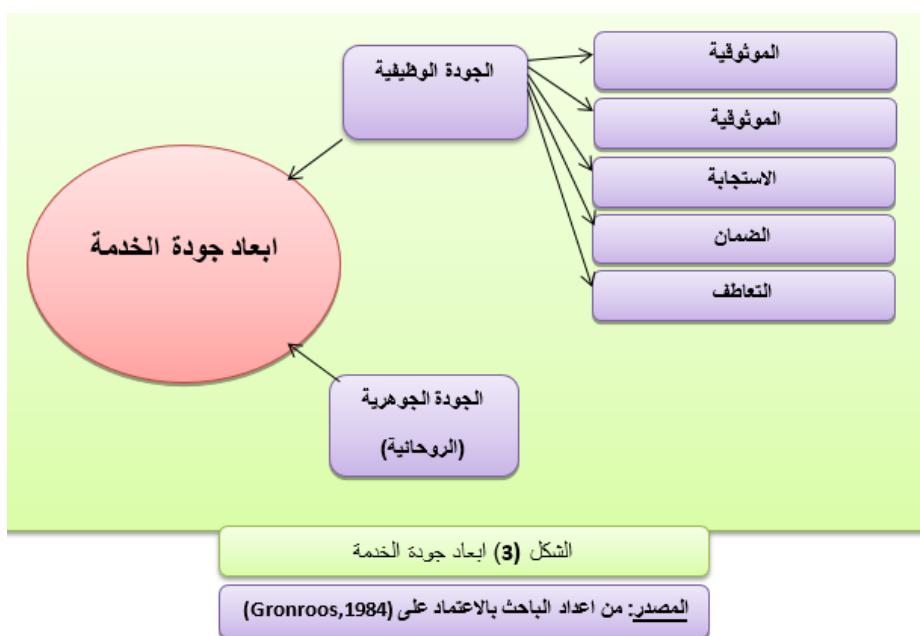 الموثوقية
الجودة الوظيفية
الموثوقية
الاستجابة
الضمان
التعاطف
ابعاد جودة الخدمة
الجودة الجوهرية
(الروحانية)
الشكل (3) ابعاد جودة الخدمة
المصدر: من اعداد الباحث بالاعتماد على (Gronroos,1984)